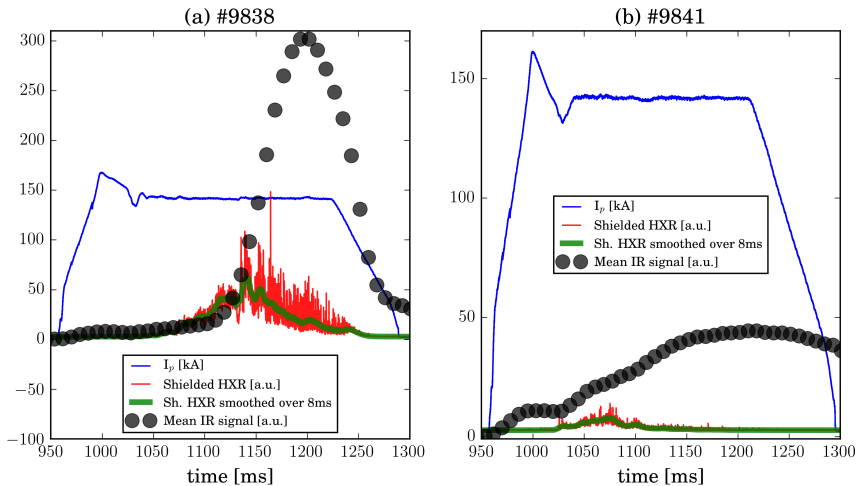 (a) #9838
300
250
200
150
100
50
0
−50
−100
950 1000 1050 1100 1150 1200 1250 1300
time [ms]
Ip [kA]
Shielded HXR [a.u.]
Sh. HXR smoothed over 8ms
Mean IR signal [a.u.]
(b) #9841
150
100
50
0
950 1000 1050 1100 1150 1200 1250 1300
time [ms]
Ip [kA]
Shielded HXR [a.u.]
Sh. HXR smoothed over 8ms
Mean IR signal [a.u.]